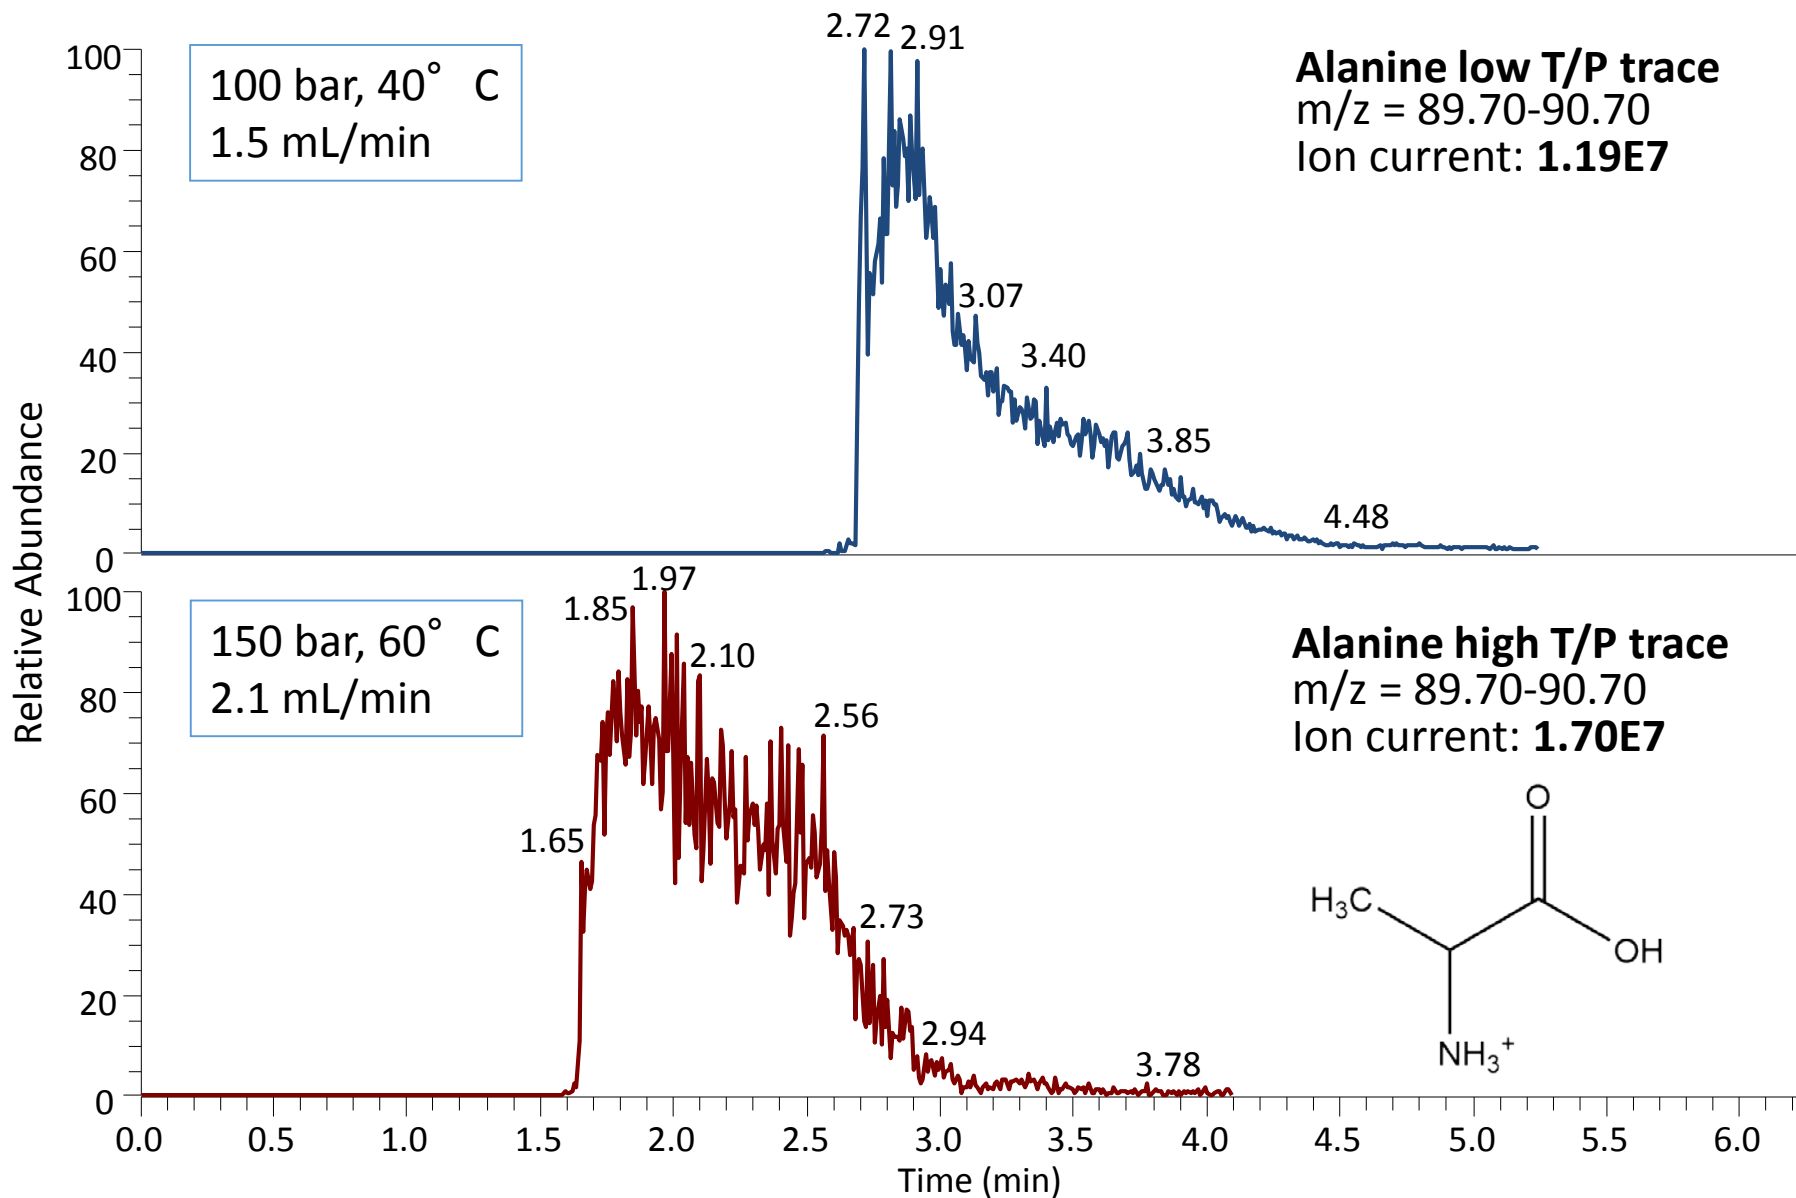 2.72
2.91
100
80
60
40
20
0
100 bar, 40° C
1.5 mL/min
Alanine low T/P trace
m/z = 89.70-90.70
Ion current: 1.19E7
3.07
3.40
3.85
4.48
Relative Abundance
1.97
1.85
2.10
100
80
60
40
20
0
150 bar, 60° C
2.1 mL/min
Alanine high T/P trace
m/z = 89.70-90.70
Ion current: 1.70E7
2.56
1.65
2.73
2.94
3.78
O
H₃C
OH
NH₃⁺
0.0 0.5 1.0 1.5 2.0 2.5 3.0 3.5 4.0 4.5 5.0 5.5 6.0
Time (min)